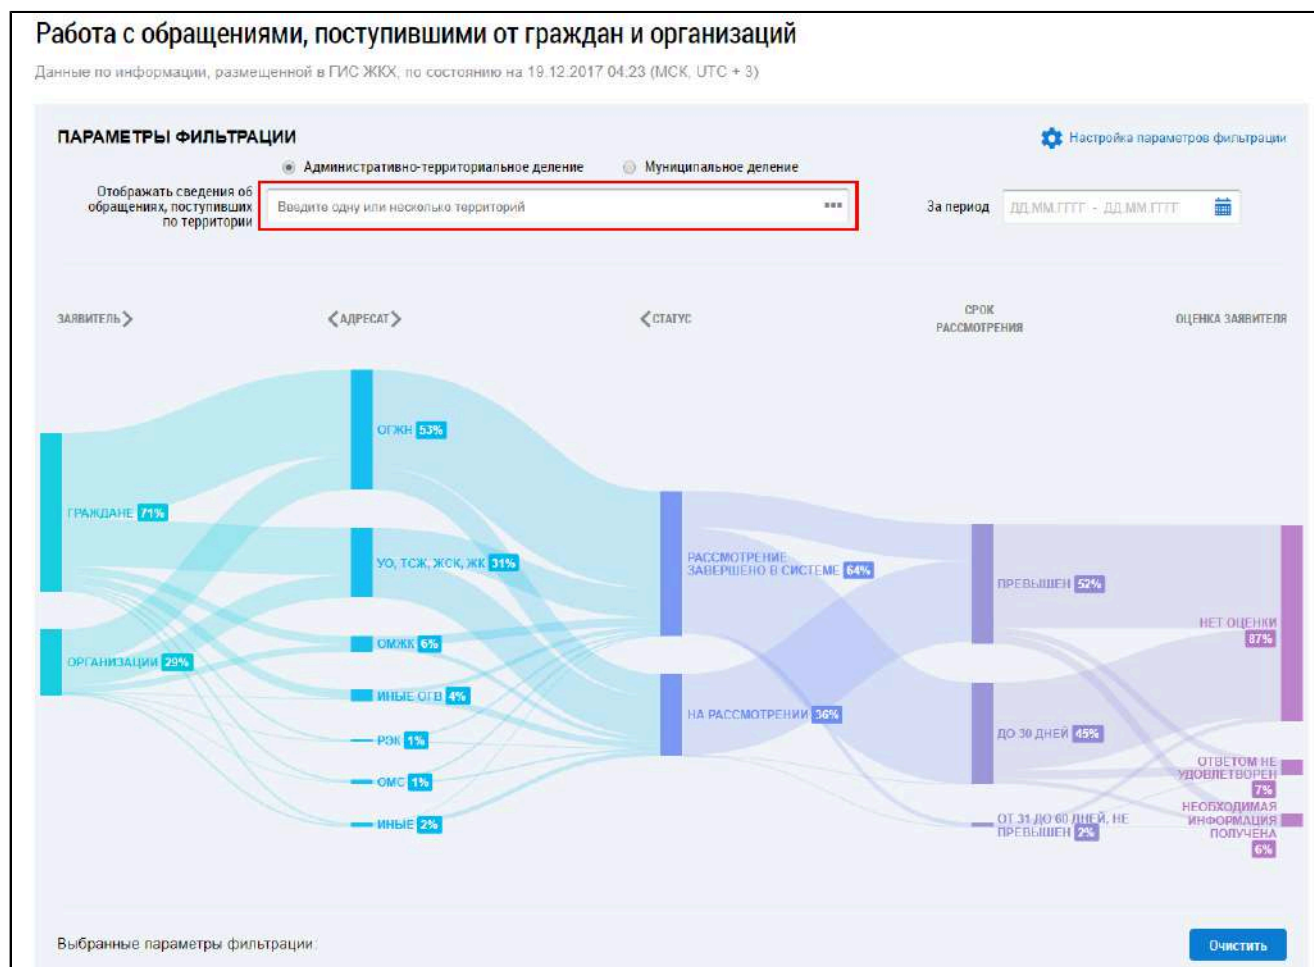 Работа с обращениями, поступившими от граждан и организаций
Данные по информации, размещенной в ГИС ЖКХ, по состоянию на 19.12.2017 04:23 (МСК, UTC + 3)
ПАРАМЕТРЫ ФИЛЬТРАЦИИ
Настройка параметров фильтрации
Административно-территориальное деление
Муниципальное деление
Отображать сведения об
обращениях, поступивших
по территории
Введите одну или несколько территорий
За период
ДД.ММ.ГГГГ - ДД.ММ.ГГГГ
ЗАЯВИТЕЛЬ
АДРЕСАТ
СТАТУС
СРОК
РАССМОТРЕНИЯ
ОЦЕНКА ЗАЯВИТЕЛЯ
ГРАЖДАНЕ 71%
ОРГАНИЗАЦИИ 29%
ОГЖН 53%
УО, ТСЖ, ЖСК, ЖК 31%
ОМЖК 6%
ИНЫЕ ОГВ 4%
РЭК 1%
ОМС 1%
ИНЫЕ 2%
РАССМОТРЕНИЕ
ЗАВЕРШЕНО В СИСТЕМЕ 64%
НА РАССМОТРЕНИИ 36%
ПРЕВЫШЕН 52%
ДО 30 ДНЕЙ 45%
ОТ 31 ДО 60 ДНЕЙ, НЕ
ПРЕВЫШЕН 2%
НЕТ ОЦЕНКИ
87%
ОТВЕТОМ НЕ
УДОВЛЕТВОРЕН
7%
НЕОБХОДИМАЯ
ИНФОРМАЦИЯ
ПОЛУЧЕНА
6%
Выбранные параметры фильтрации:
Очистить